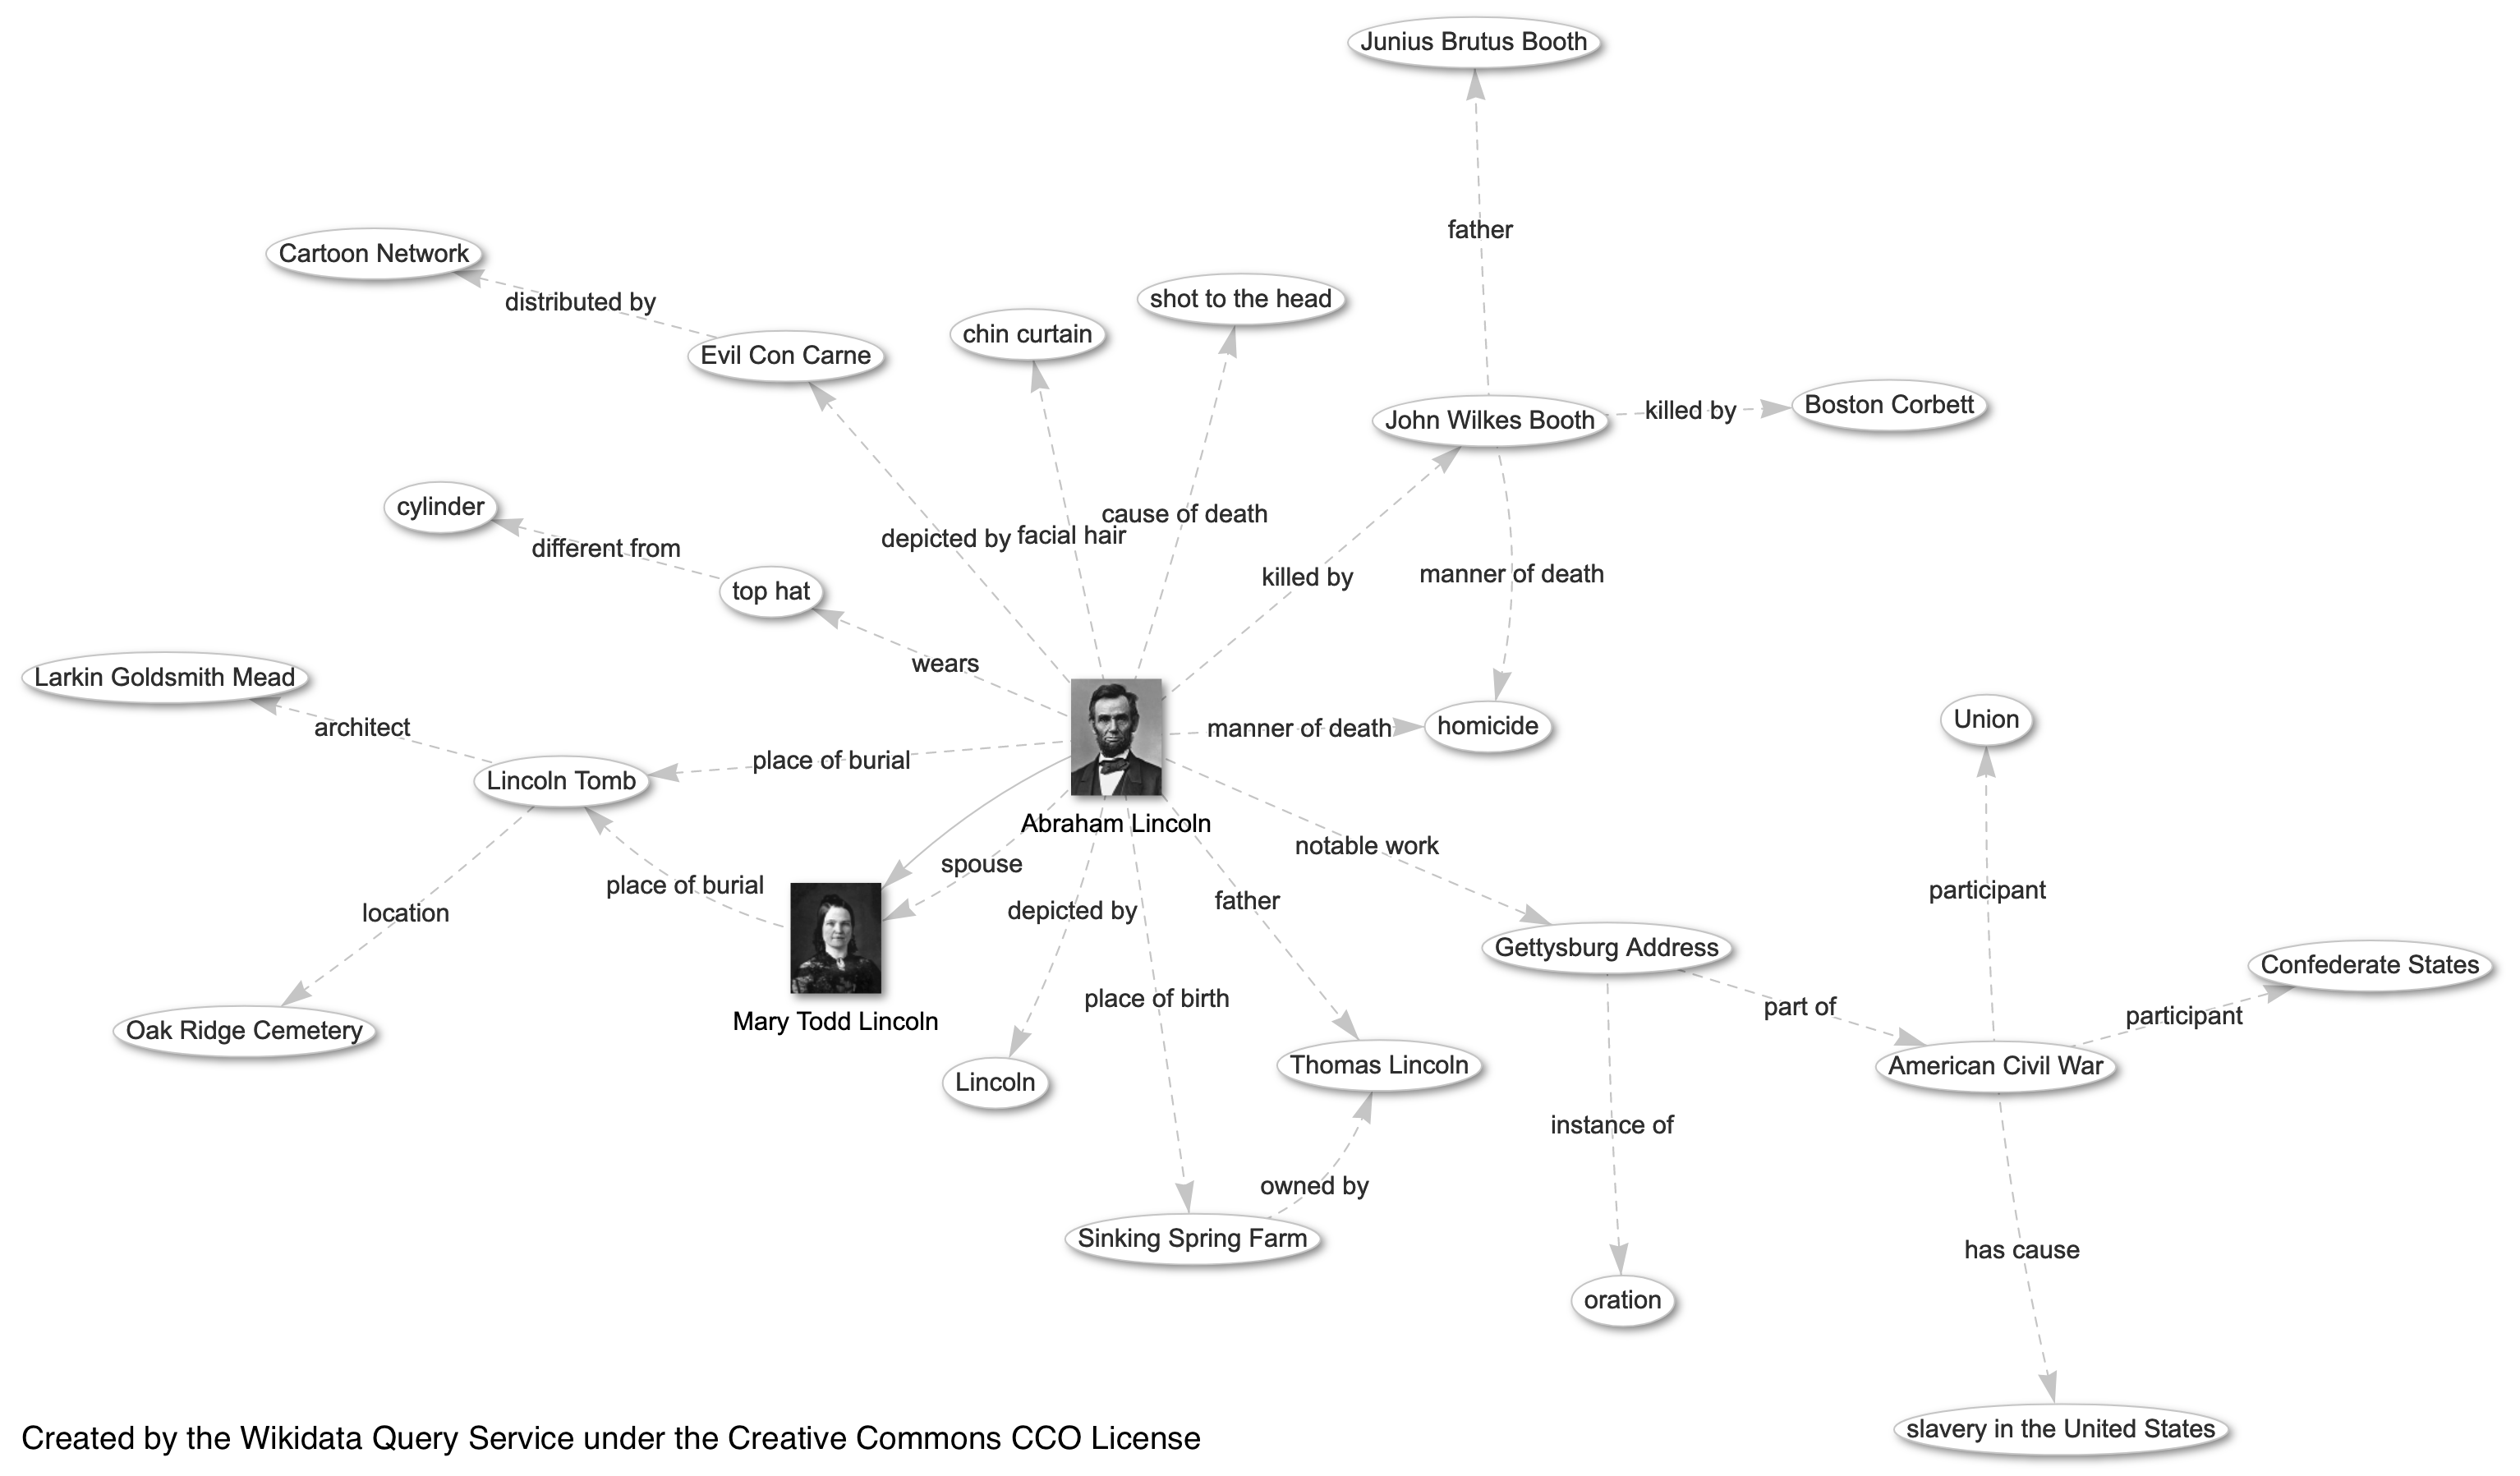 Junius Brutus Booth
father
Cartoon Network
distributed by
shot to the head
chin curtain
Evil Con Carne
John Wilkes Booth
killed by
Boston Corbett
cylinder
different from
cause of death
depicted by
facial hair
top hat
killed by
manner of death
wears
Larkin Goldsmith Mead
architect
place of burial
manner of death
homicide
Union
Lincoln Tomb
Abraham Lincoln
notable work
spouse
place of burial
participant
location
depicted by
father
Gettysburg Address
Confederate States
place of birth
part of
participant
Mary Todd Lincoln
Oak Ridge Cemetery
Lincoln
Thomas Lincoln
American Civil War
instance of
owned by
Sinking Spring Farm
has cause
oration
slavery in the United States
Created by the Wikidata Query Service under the Creative Commons CCO License